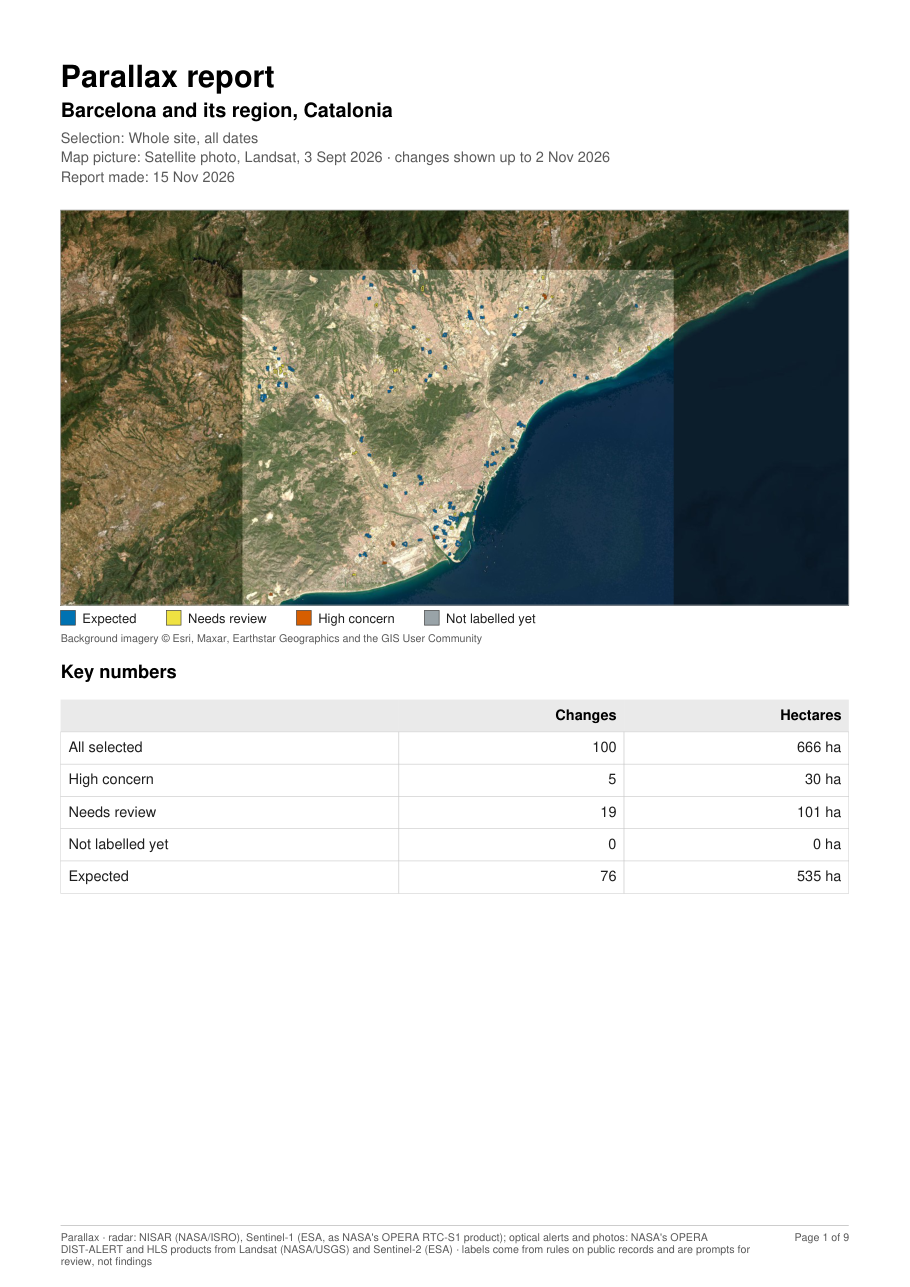 Parallax report
Barcelona and its region, Catalonia
Selection: Whole site, all dates
Map picture: Satellite photo, Landsat, 3 Sept 2026 · changes shown up to 2 Nov 2026
Report made: 15 Nov 2026
Expected Needs review High concern Not labelled yet
Background imagery © Esri, Maxar, Earthstar Geographics and the GIS User Community
Key numbers
Changes Hectares
All selected 100 666 ha
High concern 5 30 ha
Needs review 19 101 ha
Not labelled yet 0 0 ha
Expected 76 535 ha
Parallax · radar: NISAR (NASA/ISRO), Sentinel-1 (ESA, as NASA's OPERA RTC-S1 product); optical alerts and photos: NASA's OPERA
DIST-ALERT and HLS products from Landsat (NASA/USGS) and Sentinel-2 (ESA) · labels come from rules on public records and are prompts for
review, not findings
Page 1 of 9